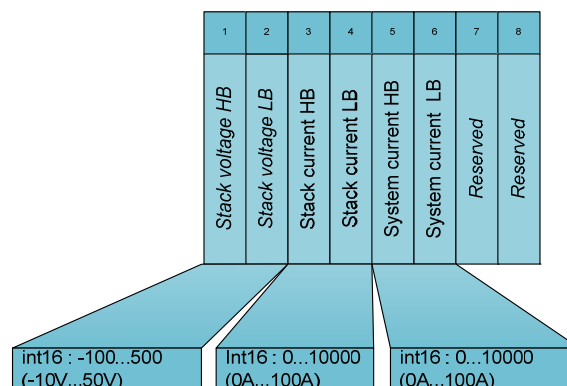 1 2 3 4 5 6 7 8
Stack voltage HB
Stack voltage LB
Stack current HB
Stack current LB
System current HB
System current LB
Reserved
Reserved
int16 : -100...500
(-10V...50V)
Int16 : 0...10000
(0A...100A)
int16 : 0...10000
(0A...100A)